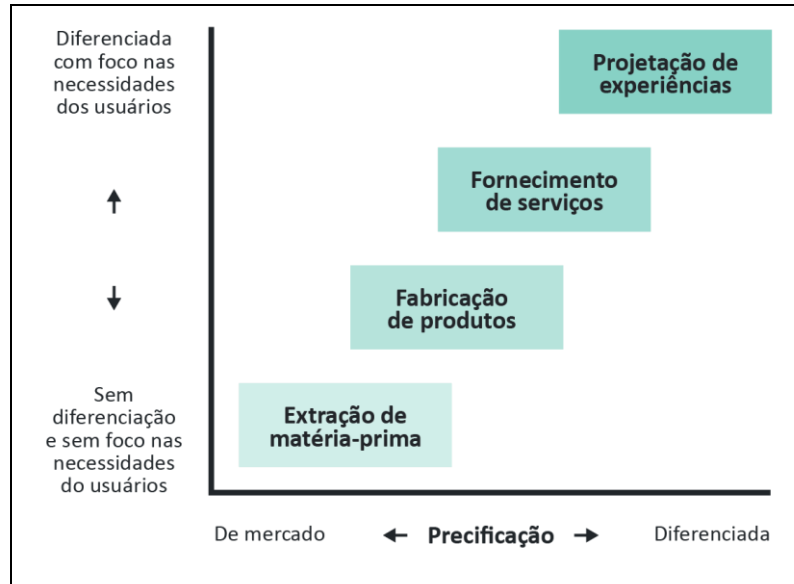 Diferenciada
com foco nas
necessidades
dos usuários
Projetação de
experiências
Fornecimento
de serviços
Fabricação
de produtos
Sem
diferenciação
e sem foco nas
necessidades
do usuários
Extração de
matéria-prima
De mercado ← Precificação → Diferenciada